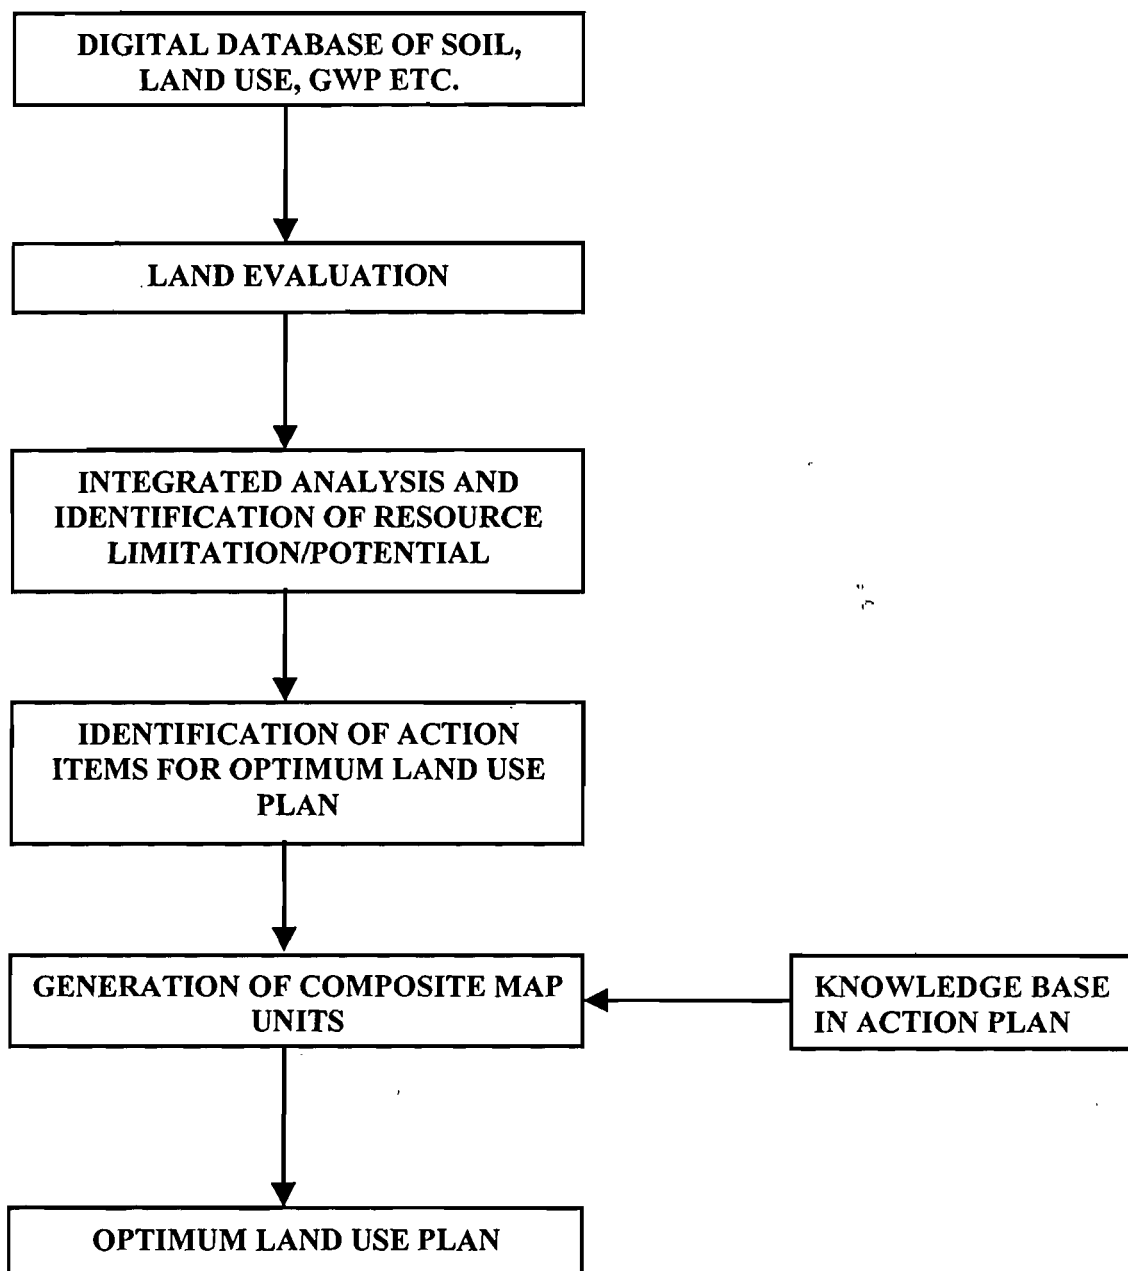 DIGITAL DATABASE OF SOIL,
LAND USE, GWP ETC.
LAND EVALUATION
INTEGRATED ANALYSIS AND
IDENTIFICATION OF RESOURCE
LIMITATION/POTENTIAL
IDENTIFICATION OF ACTION
ITEMS FOR OPTIMUM LAND USE
PLAN
GENERATION OF COMPOSITE MAP
UNITS
KNOWLEDGE BASE
IN ACTION PLAN
OPTIMUM LAND USE PLAN